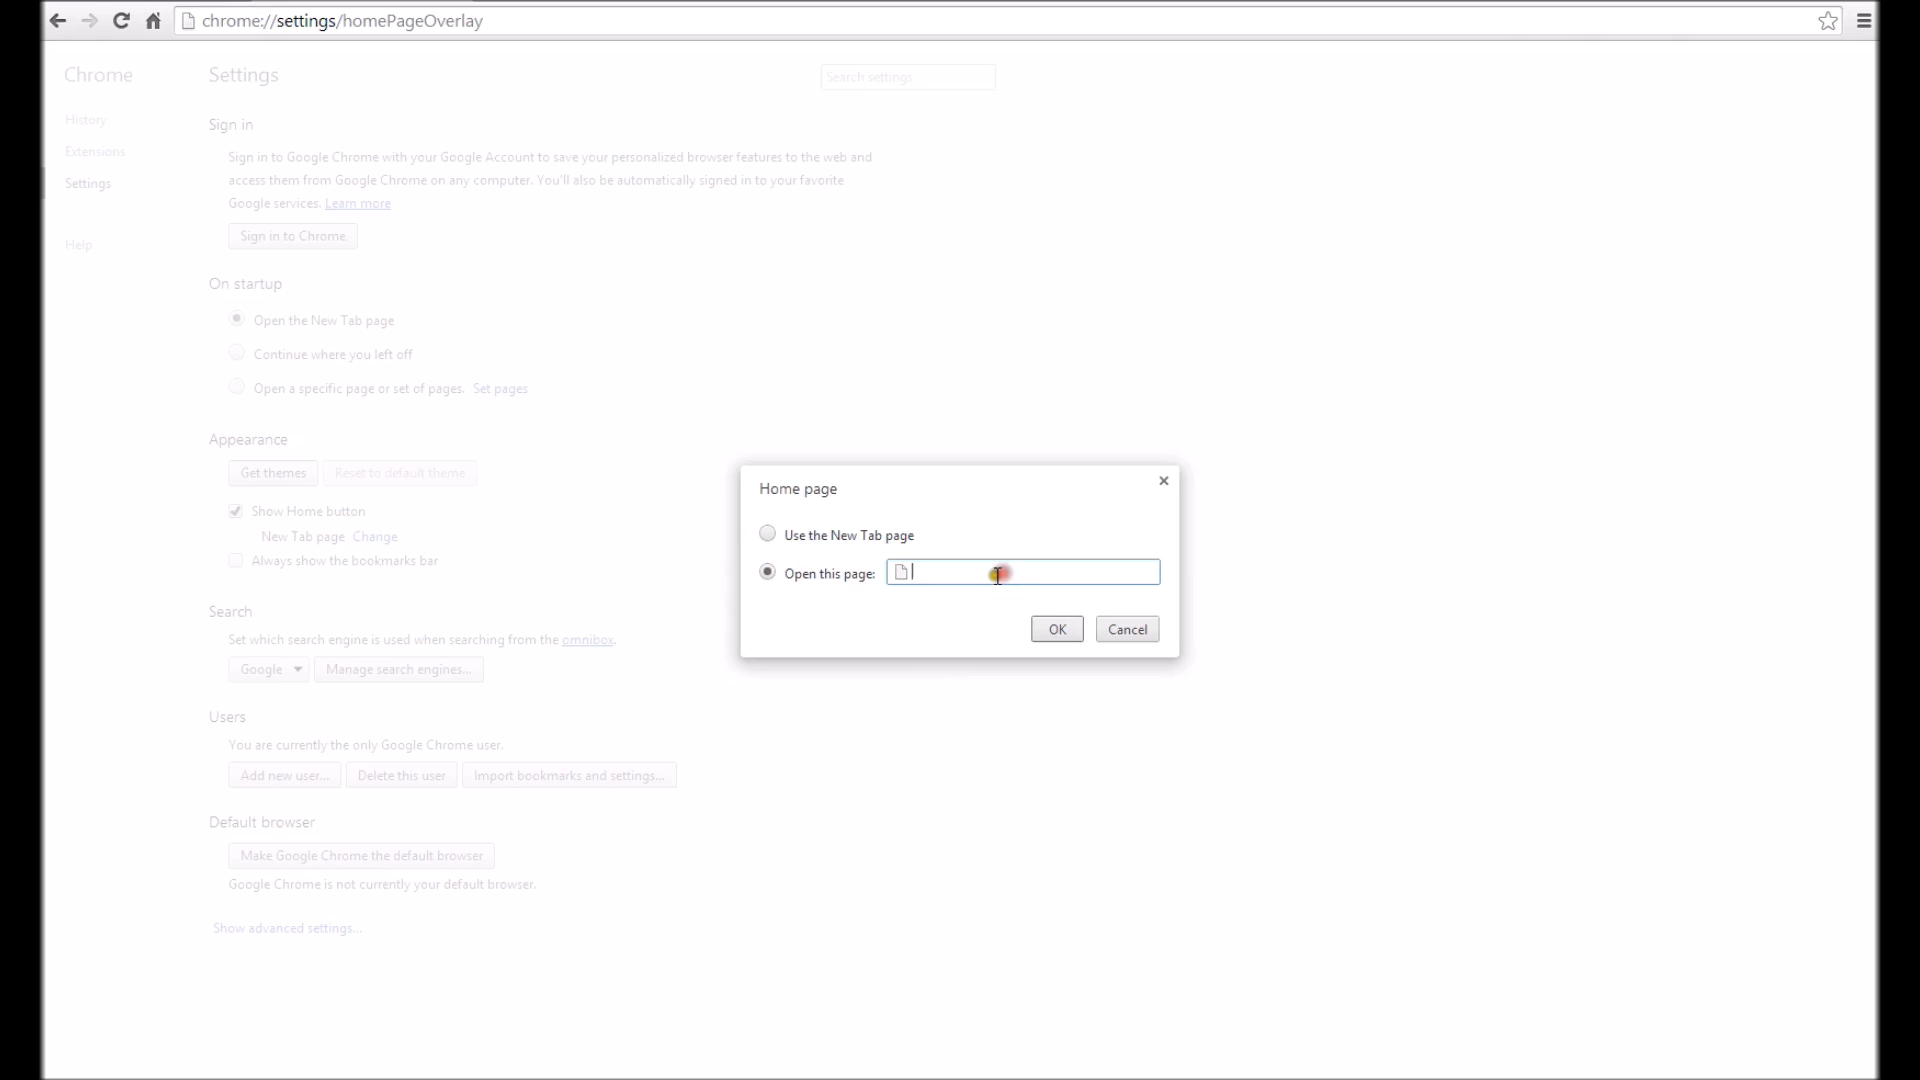 chrome://settings/homePageOverlay
Chrome
Settings
Search settings
History
Extensions
Settings
Help
Sign in
Sign in to Google Chrome with your Google Account to save your personalized browser features to the web and
access them from Google Chrome on any computer. You'll also be automatically signed in to your favorite
Google services. Learn more
Sign in to Chrome
On startup
Open the New Tab page
Continue where you left off
Open a specific page or set of pages. Set pages
Appearance
Get themes Reset to default theme
Show Home button
New Tab page Change
Always show the bookmarks bar
Search
Set which search engine is used when searching from the omnibox.
Google Manage search engines...
Users
You are currently the only Google Chrome user.
Add new user... Delete this user Import bookmarks and settings...
Default browser
Make Google Chrome the default browser
Google Chrome is not currently your default browser.
Show advanced settings...
Home page
Use the New Tab page
Open this page:
OK Cancel